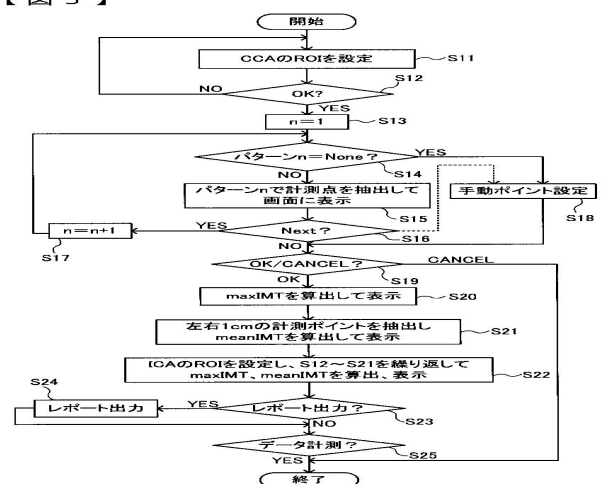 【図5】
開始
CCAのROIを設定
S11
S12
NO
OK?
YES
n=1
S13
パターンn=None?
YES
S14
NO
パターンnで計測点を抽出して
画面に表示
S15
手動ポイント設定
S18
n=n+1
YES
Next?
S16
S17
NO
OK/CANCEL?
CANCEL
S19
OK
maxIMTを算出して表示
S20
左右1cmの計測ポイントを抽出し
meanIMTを算出して表示
S21
ICAのROIを設定し、S12~S21を繰り返して
maxIMT、meanIMTを算出、表示
S22
S24
レポート出力
YES
レポート出力?
S23
NO
データ計測?
S25
YES
終了